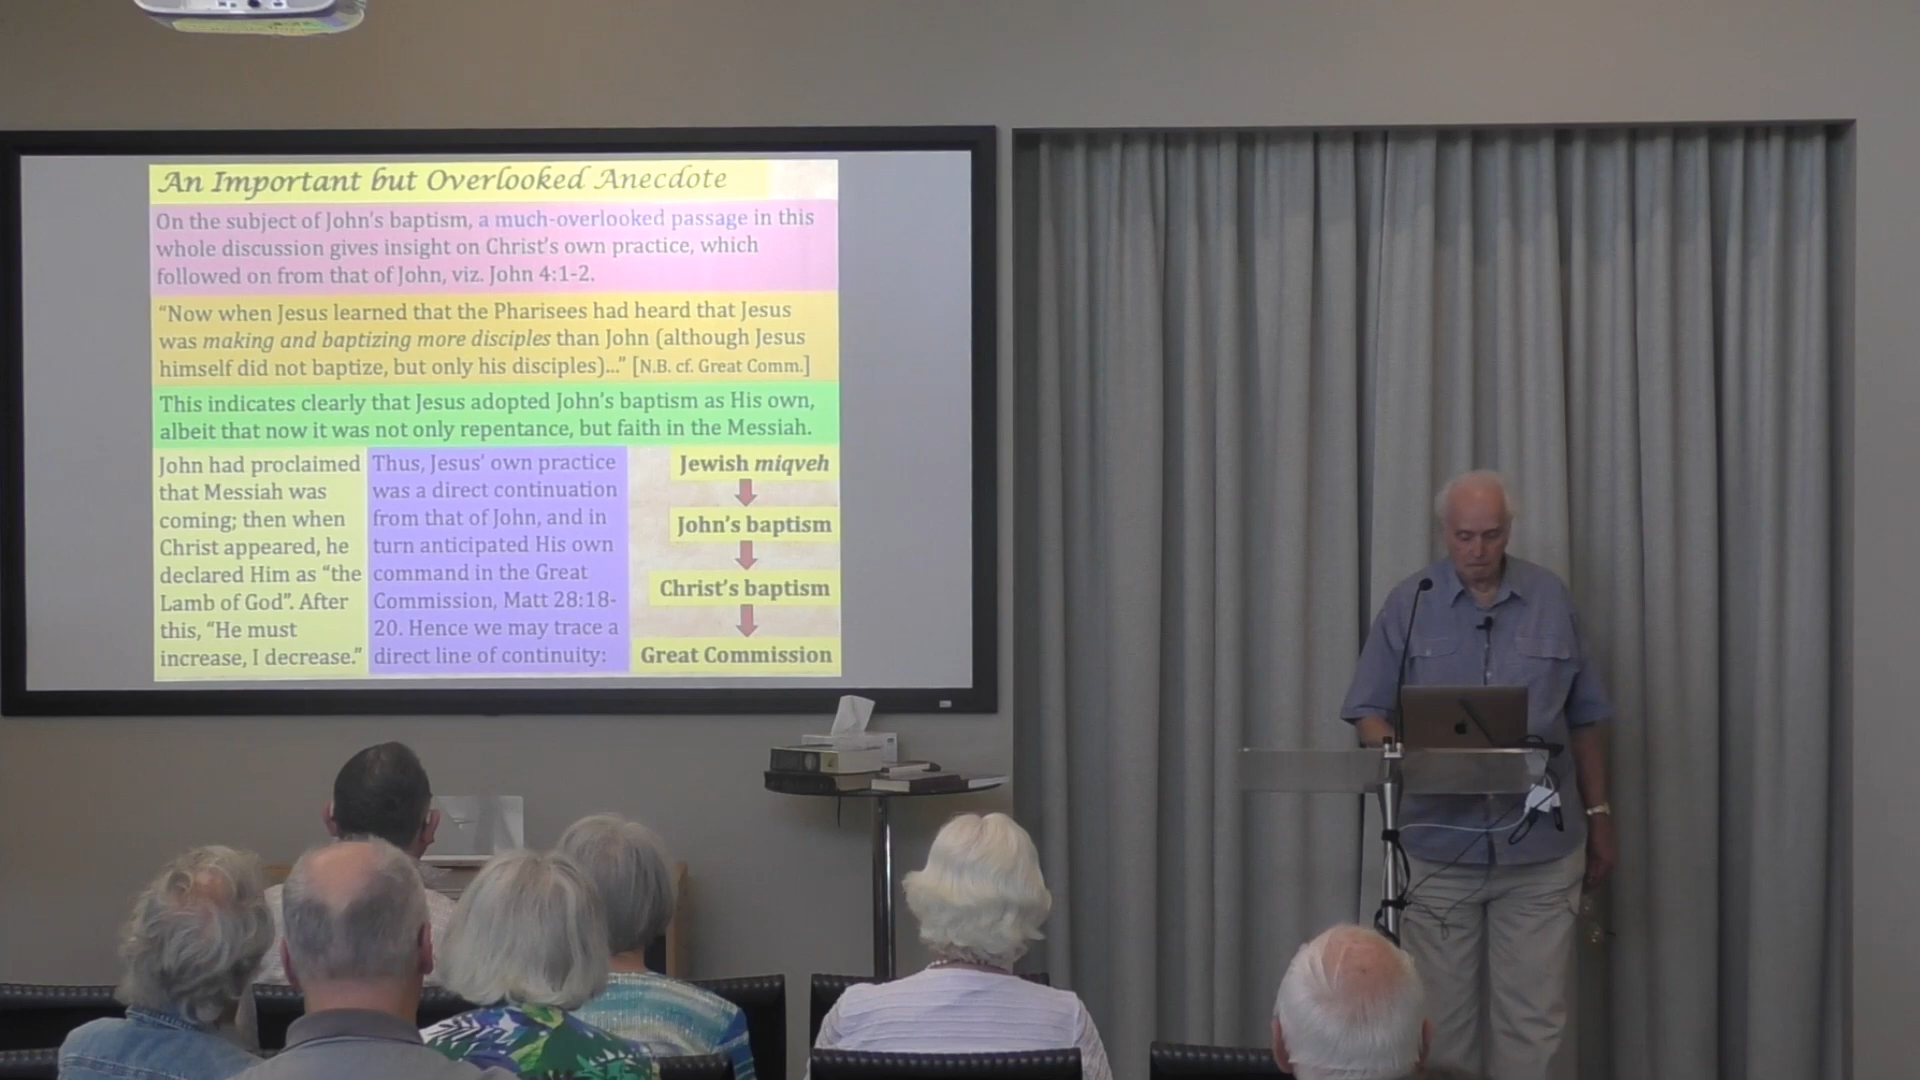 An Important but Overlooked Anecdote
On the subject of John's baptism, a much-overlooked passage in this
whole discussion gives insight on Christ's own practice, which
followed on from that of John, viz. John 4:1-2.
“Now when Jesus learned that the Pharisees had heard that Jesus
was making and baptizing more disciples than John (although Jesus
himself did not baptize, but only his disciples)...” [N.B. cf. Great Comm.]
This indicates clearly that Jesus adopted John's baptism as His own,
albeit that now it was not only repentance, but faith in the Messiah.
John had proclaimed
that Messiah was
coming; then when
Christ appeared, he
declared Him as “the
Lamb of God”. After
this, “He must
increase, I decrease.”
Thus, Jesus' own practice
was a direct continuation
from that of John, and in
turn anticipated His own
command in the Great
Commission, Matt 28:18-
20. Hence we may trace a
direct line of continuity:
Jewish miqveh
John's baptism
Christ's baptism
Great Commission